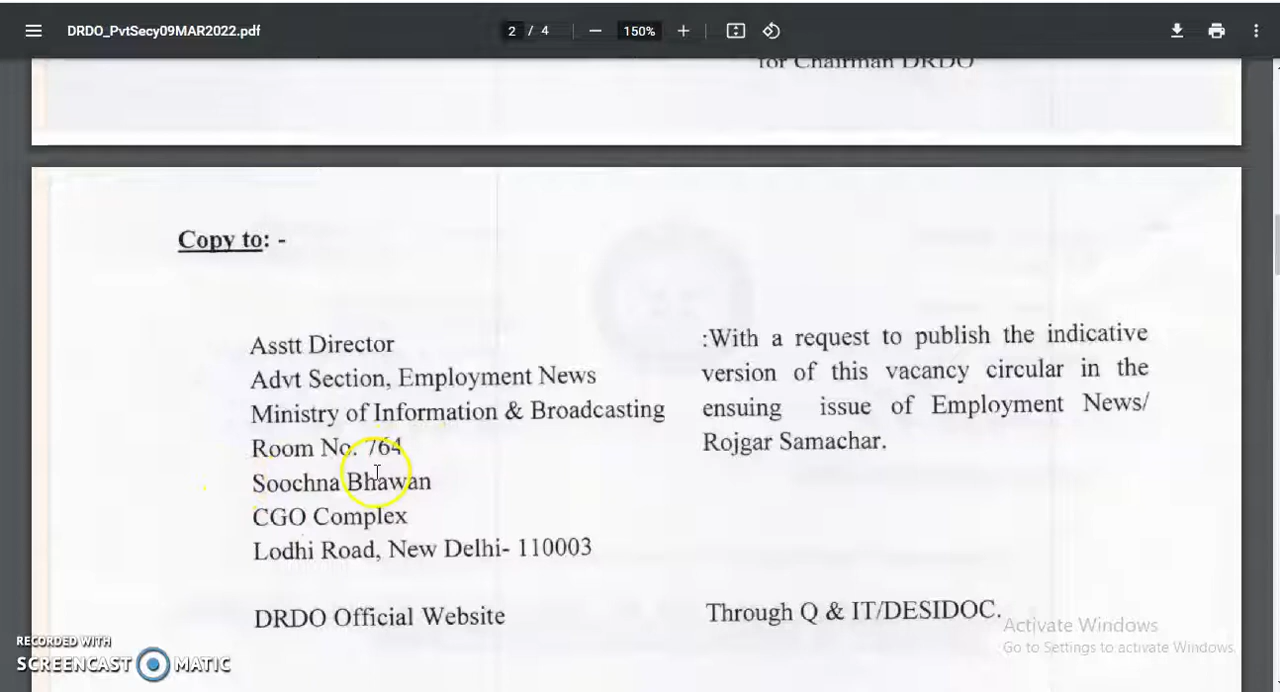 DRDO_PvtSecy09MAR2022.pdf
2 / 4
150%
for Chairman DRDO
Copy to: -
Asstt Director
Advt Section, Employment News
Ministry of Information & Broadcasting
Room No. 764
Soochna Bhawan
CGO Complex
Lodhi Road, New Delhi- 110003
:With a request to publish the indicative
version of this vacancy circular in the
ensuing issue of Employment News/
Rojgar Samachar.
DRDO Official Website
Through Q & IT/DESIDOC.
Activate Windows
Go to Settings to activate Windows.
RECORDED WITH
SCREENCAST MATIC